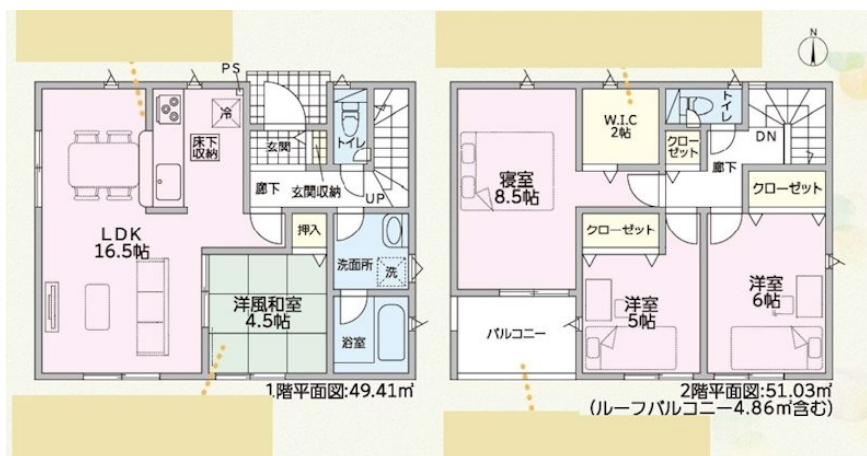 N
PS
冷
床下
収納
玄関
トイレ
廊下
玄関収納
UP
LDK
16.5帖
押入
洗面所
洗
洋風和室
4.5帖
浴室
1階平面図:49.41㎡
W.I.C
2帖
トイレ
クロー
ゼット
DN
廊下
寝室
8.5帖
クローゼット
クローゼット
洋室
6帖
洋室
5帖
バルコニー
2階平面図:51.03㎡
(ルーフバルコニー4.86㎡含む)